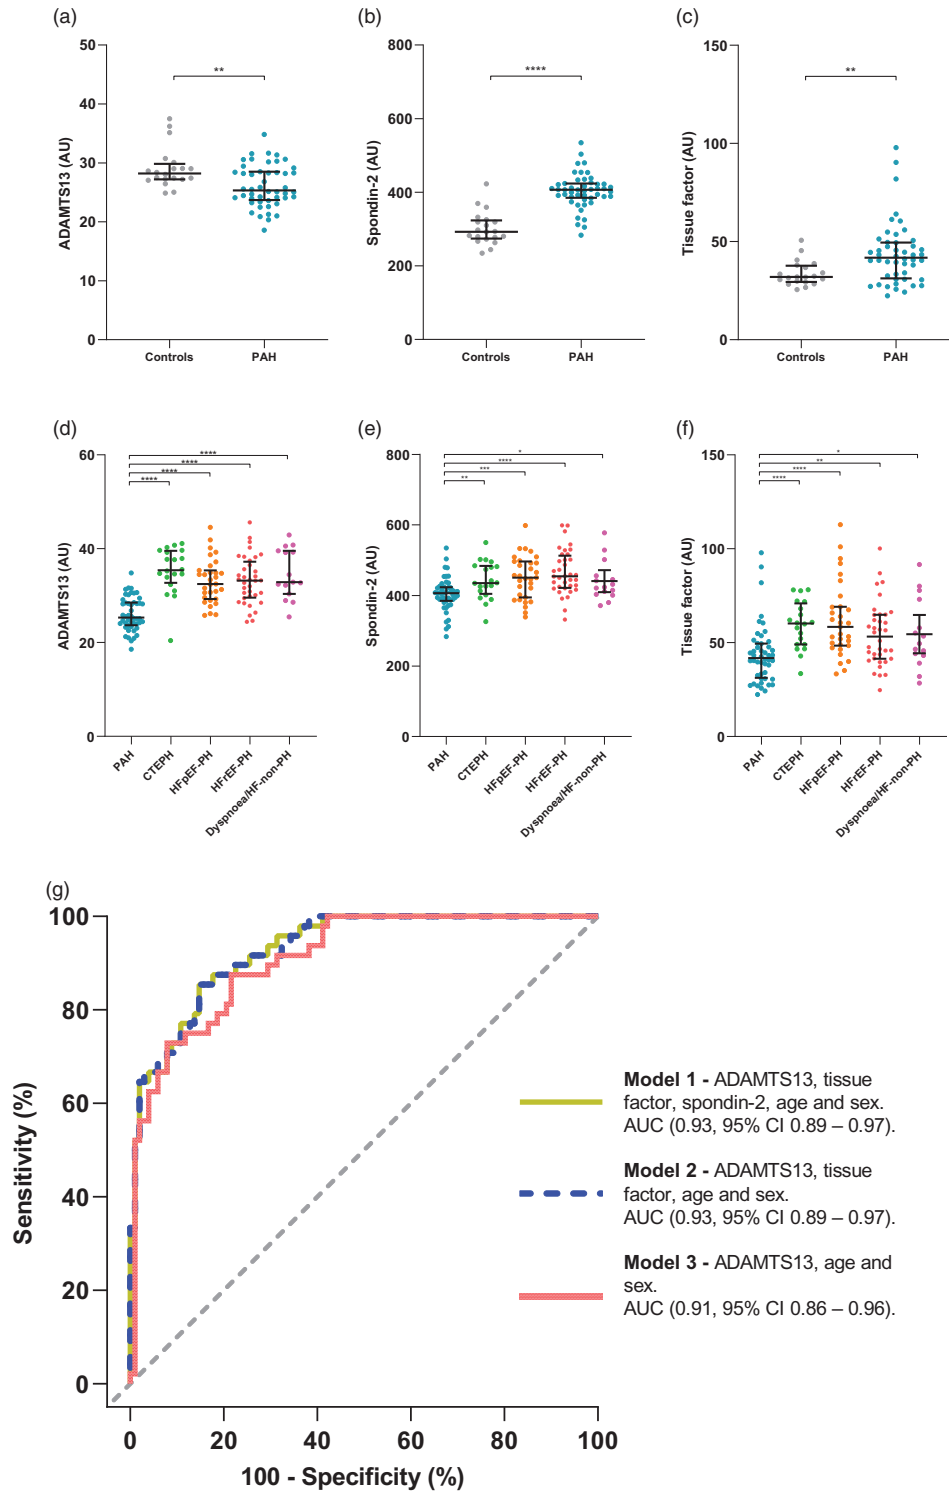 (a)
(b)
(c)
50
40
30
20
10
0
ADAMTS13 (AU)
**
Controls
PAH
800
600
400
200
0
Spondin-2 (AU)
****
Controls
PAH
150
100
50
0
Tissue factor (AU)
**
Controls
PAH
(d)
(e)
(f)
60
40
20
0
ADAMTS13 (AU)
****
****
****
****
PAH
CTEPH
HFpEF-PH
HFrEF-PH
Dyspnoea/HF-non-PH
800
600
400
200
0
Spondin-2 (AU)
*
****
***
**
PAH
CTEPH
HFpEF-PH
HFrEF-PH
Dyspnoea/HF-non-PH
150
100
50
0
Tissue factor (AU)
*
**
****
****
PAH
CTEPH
HFpEF-PH
HFrEF-PH
Dyspnoea/HF-non-PH
(g)
100
80
60
40
20
0
Sensitivity (%)
0
20
40
60
80
100
100 - Specificity (%)
Model 1 - ADAMTS13, tissue
factor, spondin-2, age and sex.
AUC (0.93, 95% CI 0.89 – 0.97).
Model 2 - ADAMTS13, tissue
factor, age and sex.
AUC (0.93, 95% CI 0.89 – 0.97).
Model 3 - ADAMTS13, age and
sex.
AUC (0.91, 95% CI 0.86 – 0.96).